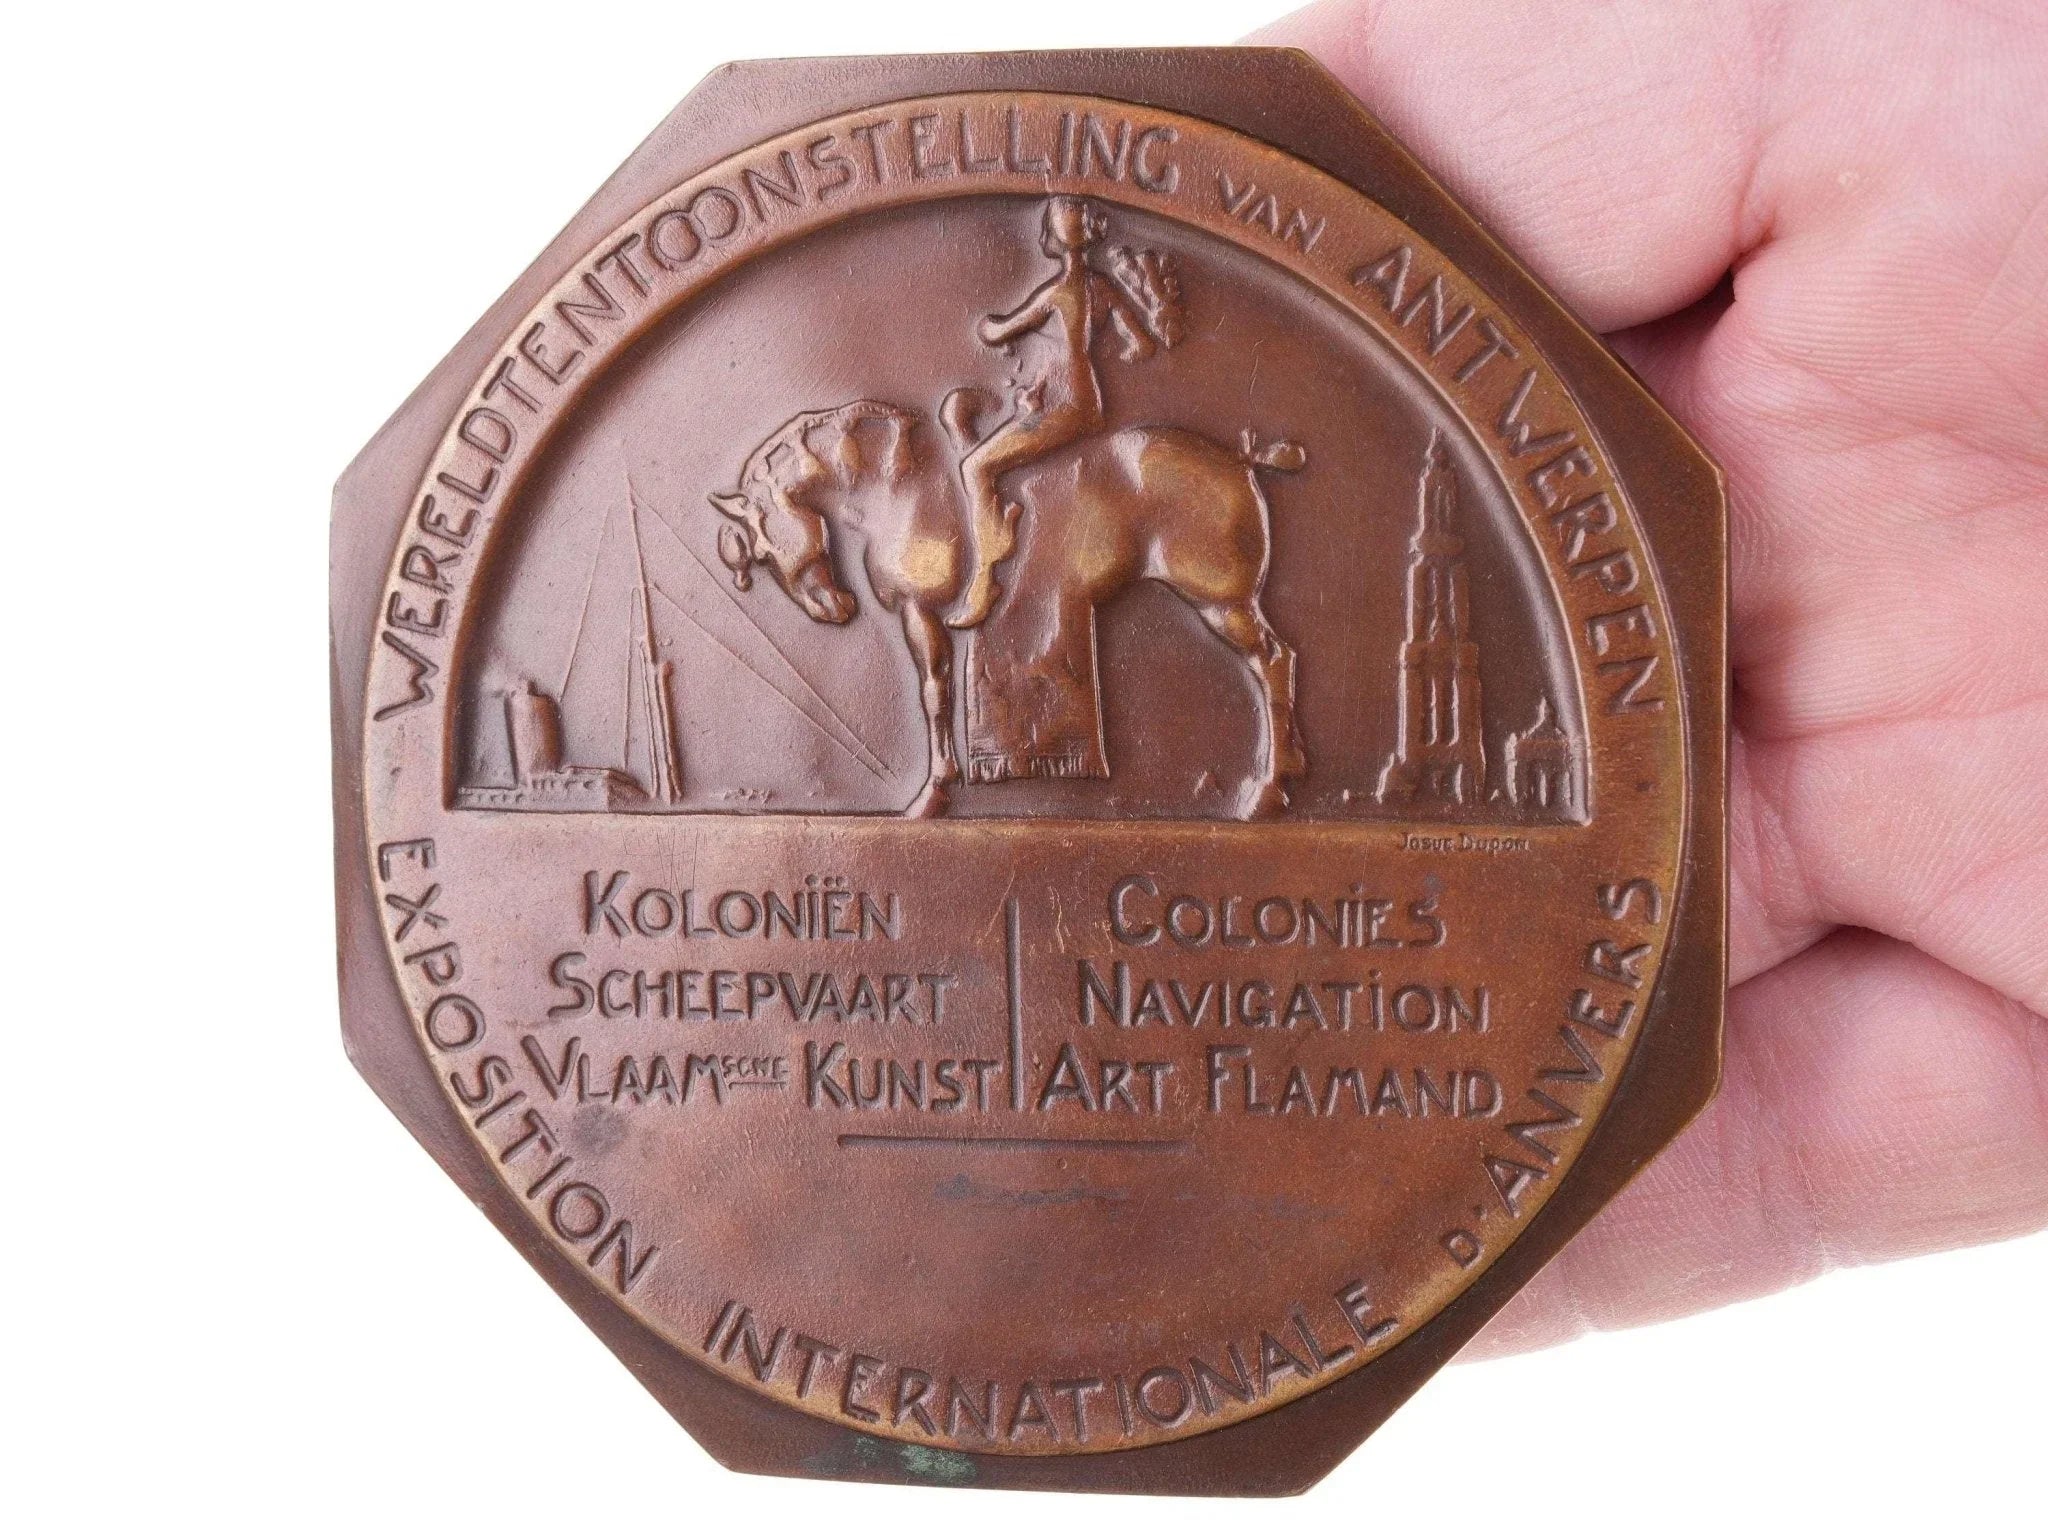 WERELDTENTOONSTELLING VAN ANTWERPEN
JOSUE DUPON
KOLONIËN
SCHEEPVAART
VLAAMSCHE KUNST
COLONIES
NAVIGATION
ART FLAMAND
EXPOSITION INTERNATIONALE D'ANVERS